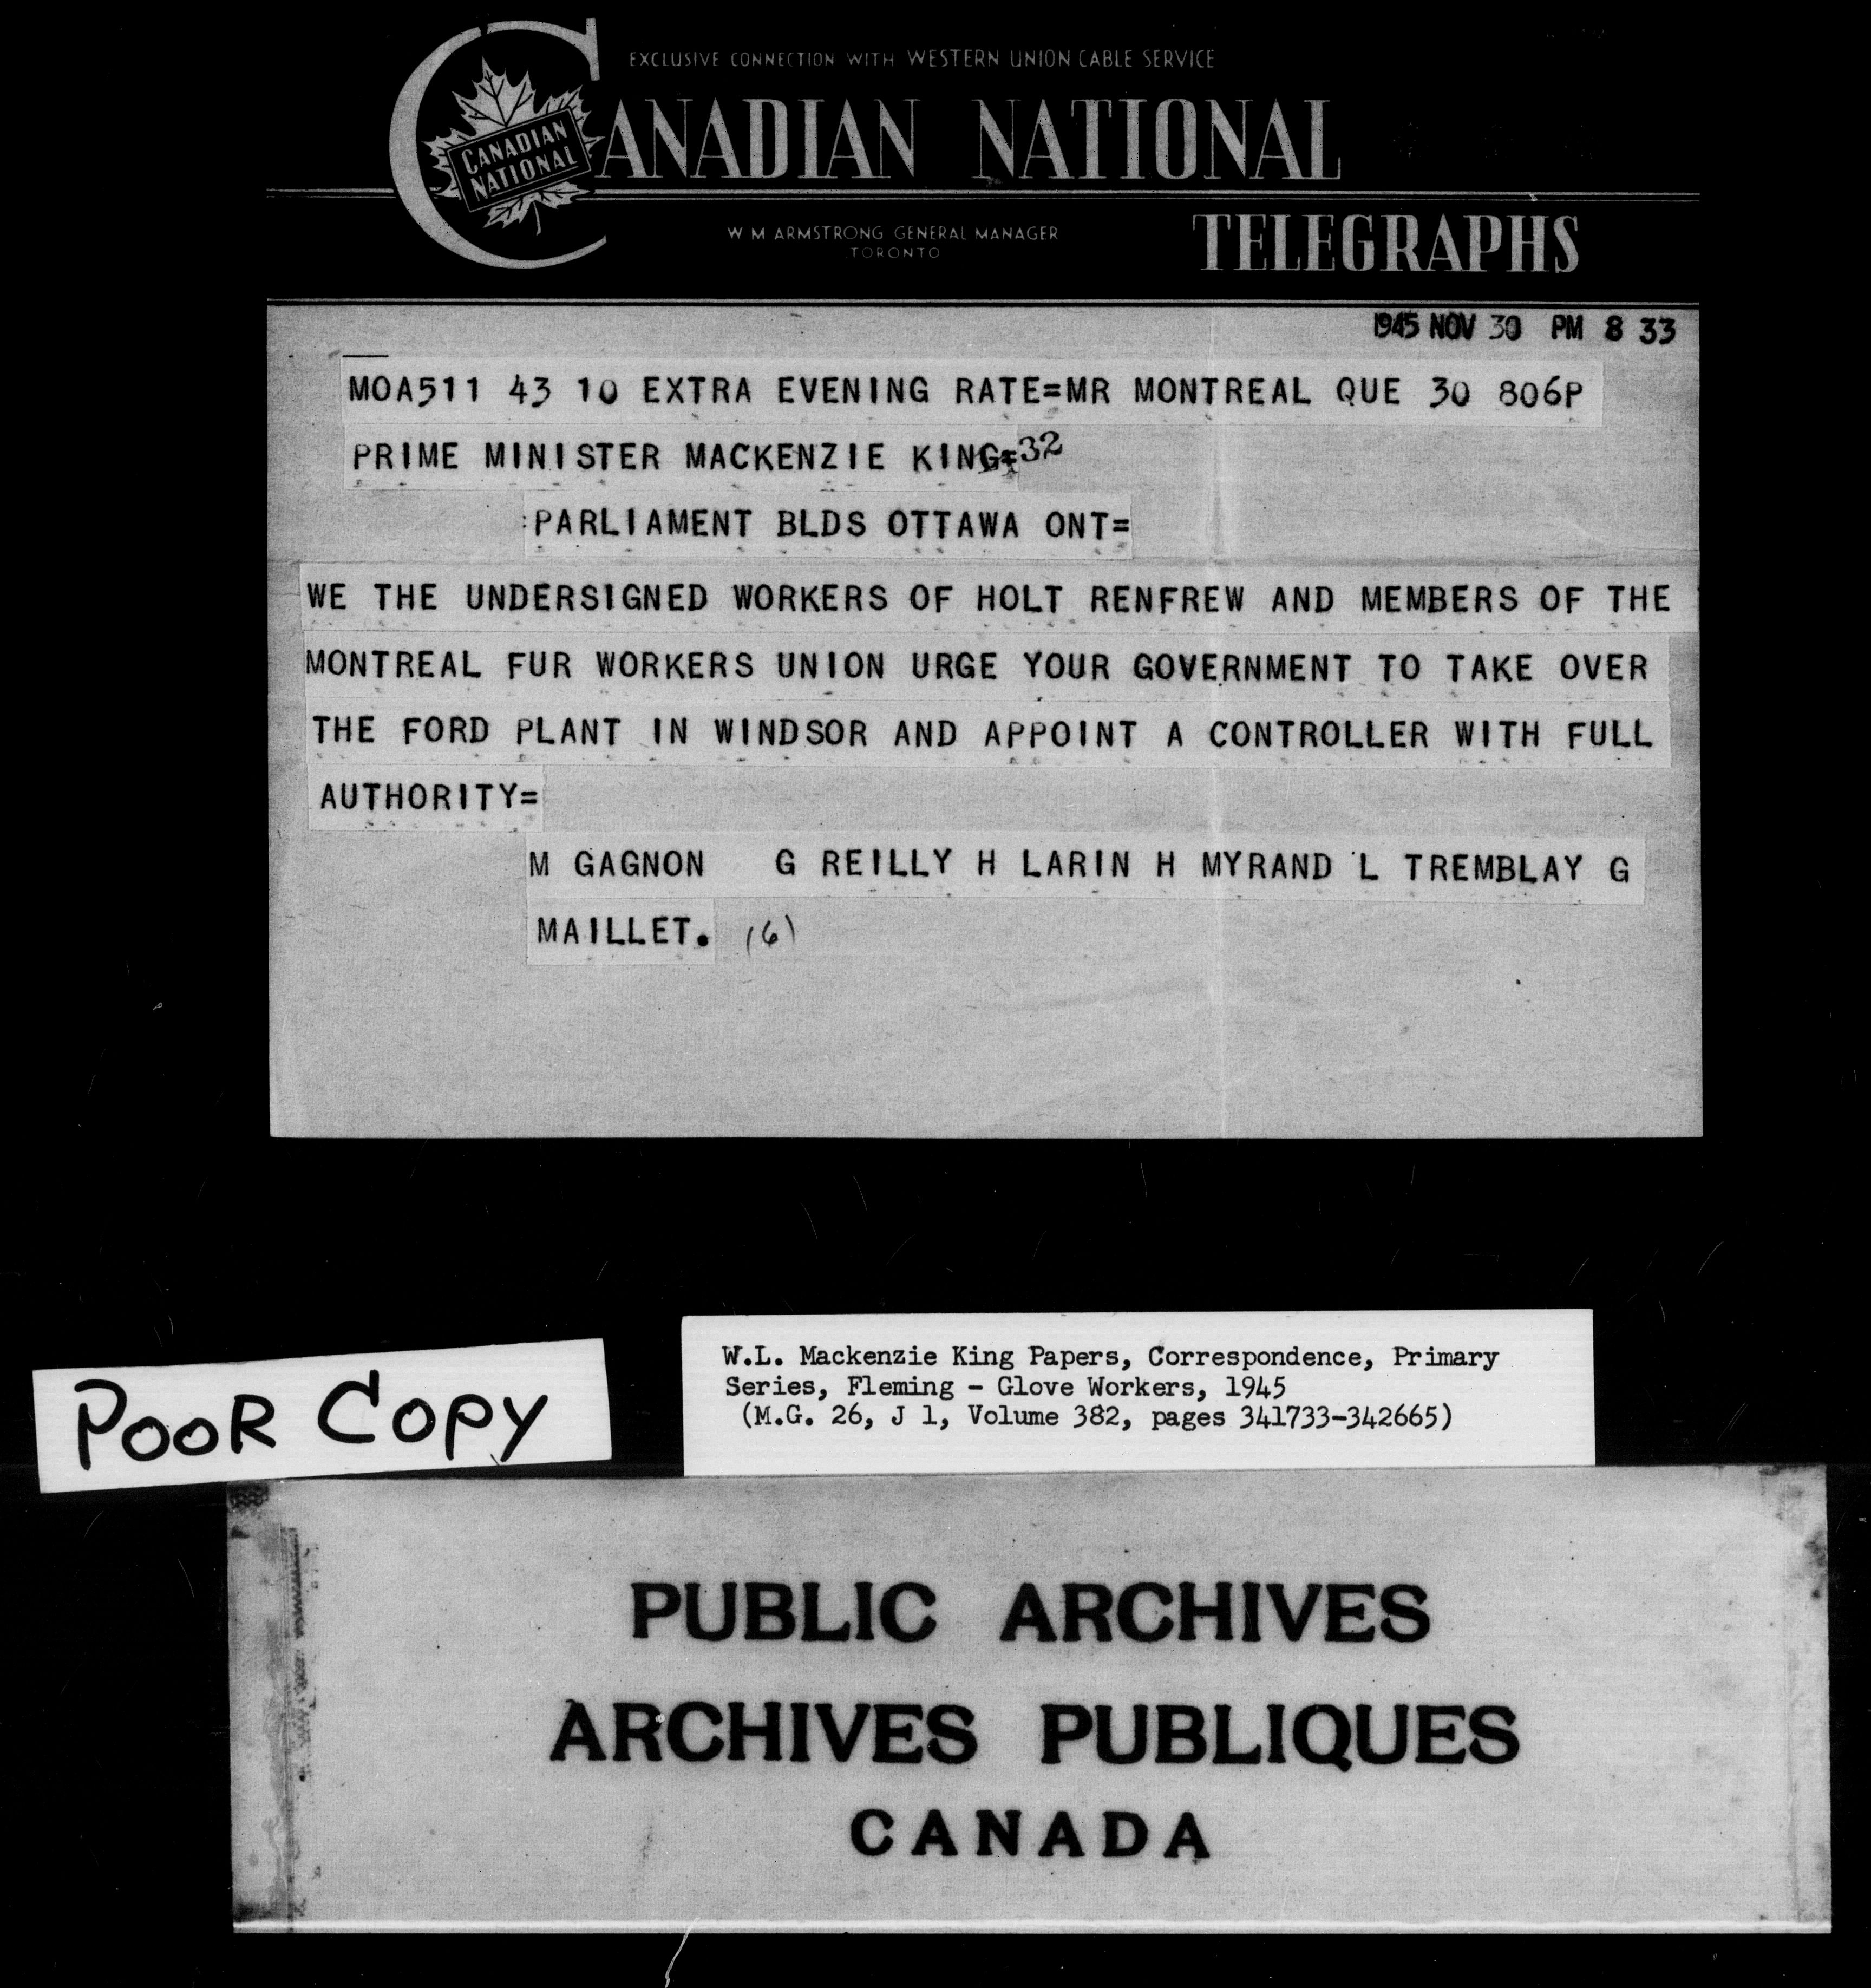 EXCLUSIVE CONNECTION WITH WESTERN UNION CABLE SERVICE
CANADIAN NATIONAL
CANADIAN
NATIONAL
TELEGRAPHS
W M ARMSTRONG GENERAL MANAGER
TORONTO
1945 NOV 30 PM 8 33
MOA511 43 10 EXTRA EVENING RATE=MR MONTREAL QUE 30 806P
PRIME MINISTER MACKENZIE KING= 32
PARLIAMENT BLDS OTTAWA ONT=
WE THE UNDERSIGNED WORKERS OF HOLT RENFREW AND MEMBERS OF THE
MONTREAL FUR WORKERS UNION URGE YOUR GOVERNMENT TO TAKE OVER
THE FORD PLANT IN WINDSOR AND APPOINT A CONTROLLER WITH FULL
AUTHORITY=
M GAGNON G REILLY H LARIN H MYRAND L TREMBLAY G
MAILLET. (6)
POOR COPY
W.L. Mackenzie King Papers, Correspondence, Primary
Series, Fleming - Glove Workers, 1945
(M.G. 26, J 1, Volume 382, pages 341733-342665)
PUBLIC ARCHIVES
ARCHIVES PUBLIQUES
CANADA